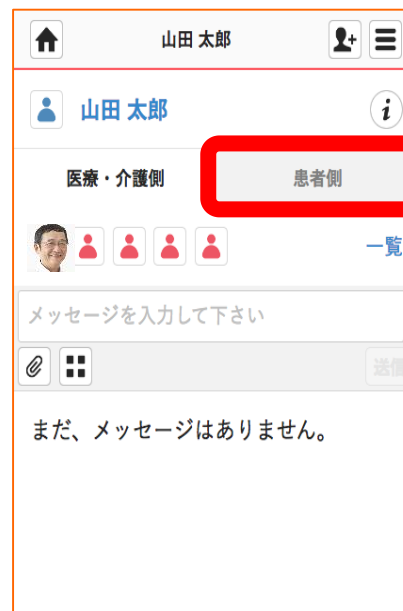 山田 太郎
山田 太郎
医療・介護側 患者側
一覧
メッセージを入力して下さい
送信
まだ、メッセージはありません。